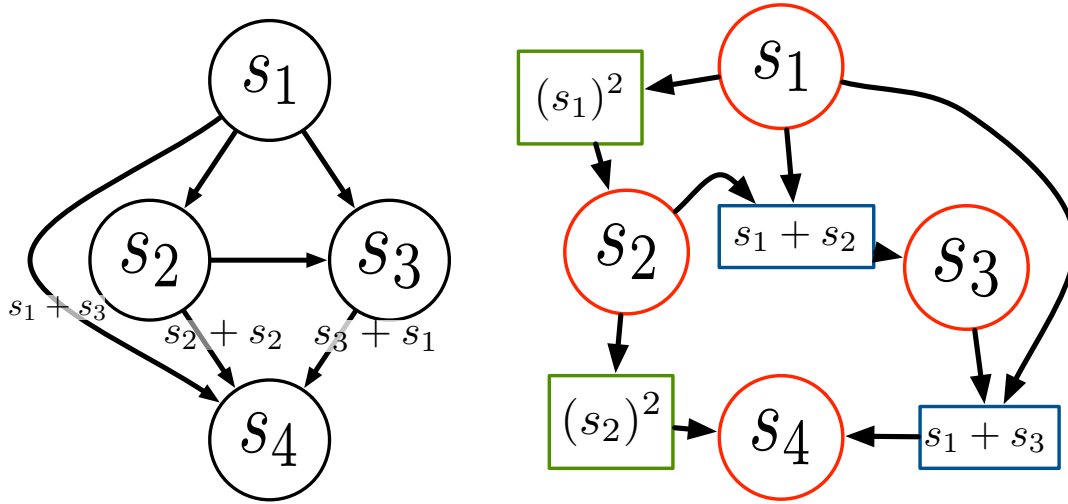 s₁
s₂
s₃
s₁ + s₃
s₂ + s₂
s₃ + s₁
s₄
(s₁)²
s₁
s₂
s₁ + s₂
s₃
(s₂)²
s₄
s₁ + s₃